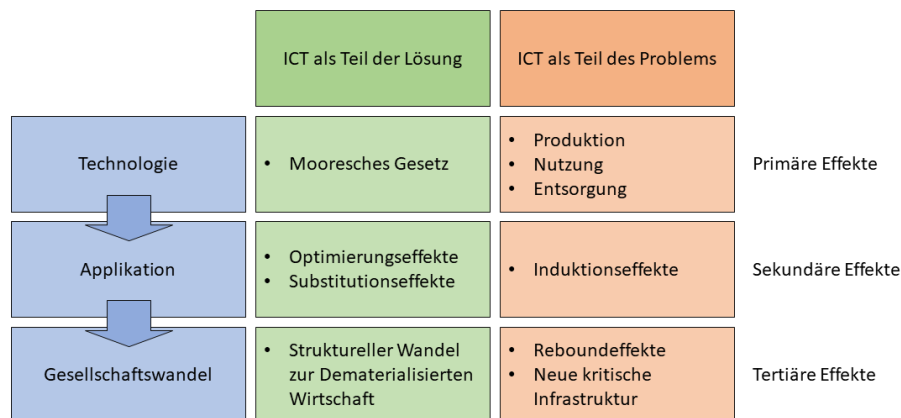 ICT als Teil der Lösung
ICT als Teil des Problems
Technologie
• Mooresches Gesetz
• Produktion
• Nutzung
• Entsorgung
Primäre Effekte
Applikation
• Optimierungseffekte
• Substitutionseffekte
• Induktionseffekte
Sekundäre Effekte
Gesellschaftswandel
• Struktureller Wandel
zur Dematerialisierten
Wirtschaft
• Reboundeffekte
• Neue kritische
Infrastruktur
Tertiäre Effekte